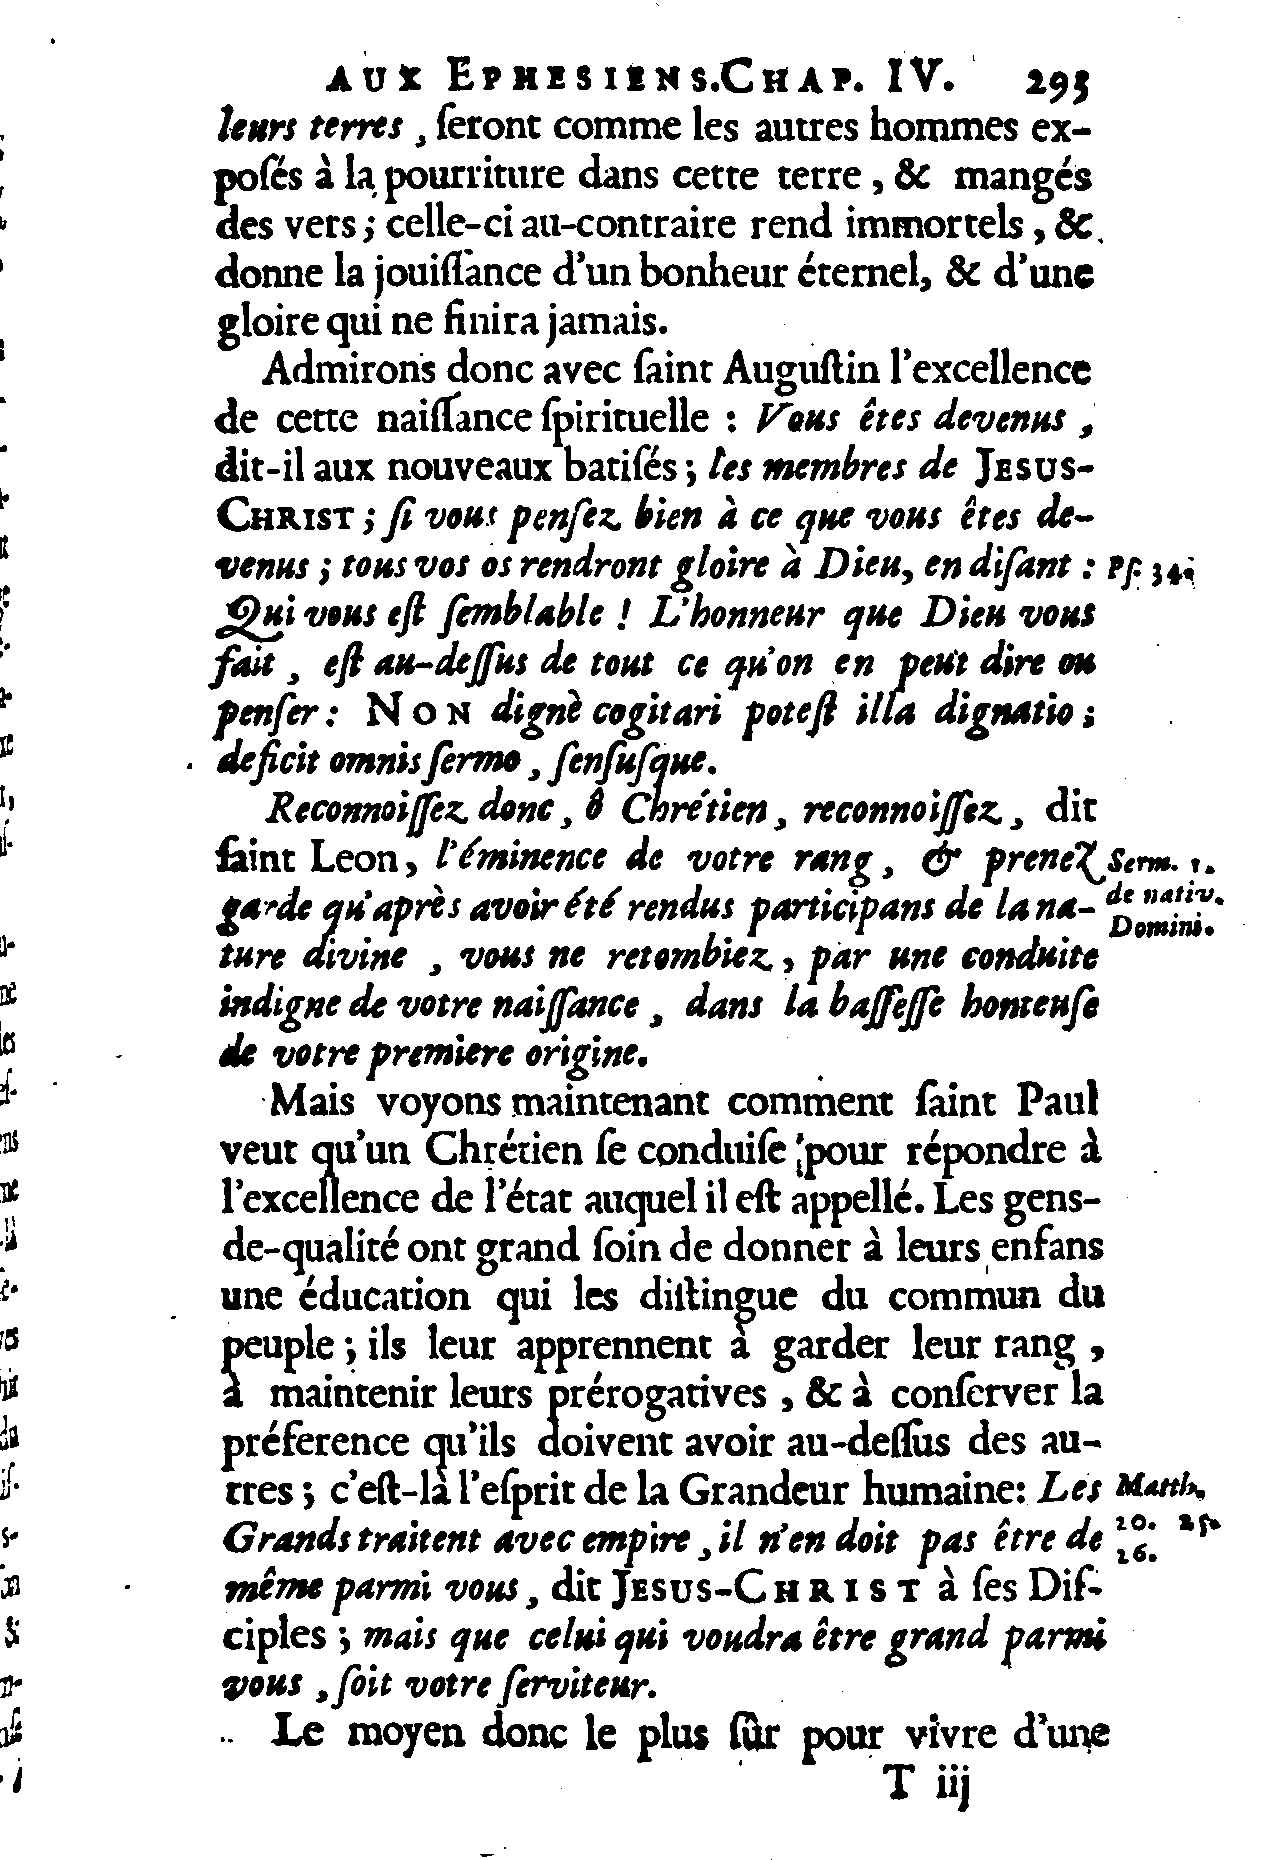 AUX EPHESIENS. CHAP. IV. 295
leurs terres, ſeront comme les autres hommes ex-
poſés à la pourriture dans cette terre, & mangés
des vers; celle-ci au-contraire rend immortels, &
donne la jouiſſance d'un bonheur éternel, & d'une
gloire qui ne finira jamais.
Admirons donc avec ſaint Auguſtin l'excellence
de cette naiſſance ſpirituelle : Vous êtes devenus,
dit-il aux nouveaux batiſés; les membres de JESUS-
CHRIST; ſi vous penſez bien à ce que vous êtes de-
venus; tous vos os rendront gloire à Dieu, en diſant : Pſ. 34.
Qui vous eſt ſemblable ! L'honneur que Dieu vous
fait, eſt au-deſſus de tout ce qu'on en peut dire ou
penſer : NON dignè cogitari poteſt illa dignatio;
deficit omnis ſermo, ſenſuſque.
Reconnoiſſez donc, ô Chrétien, reconnoiſſez, dit
ſaint Leon, l'éminence de votre rang, & prenez Serm. 1.
garde qu'après avoir été rendus participans de la na- de nativ.
Domini.
ture divine, vous ne retombiez, par une conduite
indigne de votre naiſſance, dans la baſſeſſe honteuſe
de votre premiere origine.
Mais voyons maintenant comment ſaint Paul
veut qu'un Chrétien ſe conduiſe pour répondre à
l'excellence de l'état auquel il eſt appellé. Les gens-
de-qualité ont grand ſoin de donner à leurs enfans
une éducation qui les diſtingue du commun du
peuple; ils leur apprennent à garder leur rang,
à maintenir leurs prérogatives, & à conſerver la
préference qu'ils doivent avoir au-deſſus des au-
tres; c'eſt-là l'eſprit de la Grandeur humaine : Les Matth.
Grands traitent avec empire, il n'en doit pas être de 20. 25.
26.
même parmi vous, dit JESUS-CHRIST à ſes Diſ-
ciples; mais que celui qui voudra être grand parmi
vous, ſoit votre ſerviteur.
Le moyen donc le plus ſûr pour vivre d'une
T iij